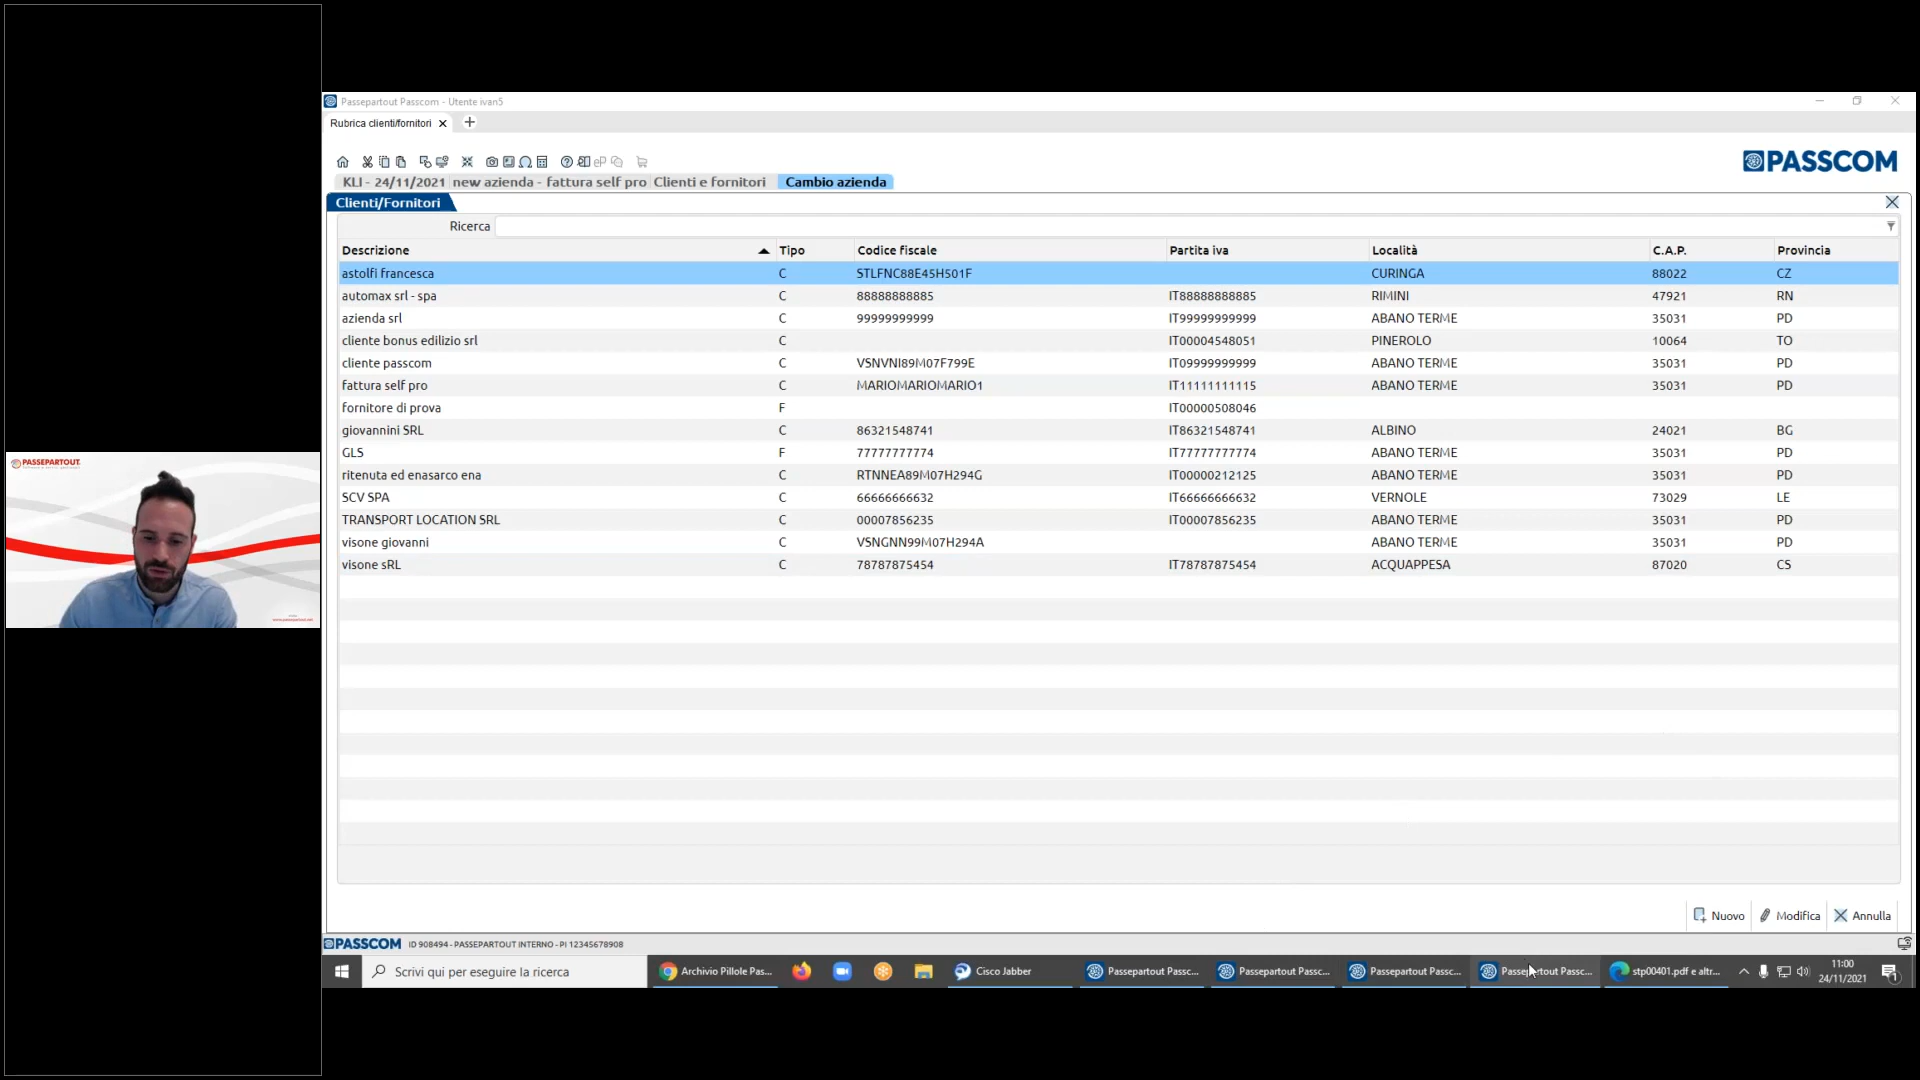 PASSEPARTOUT
www.passepartout.net
Passepartout Passcom - Utente ivan5
Rubrica clienti/fornitori
PASSCOM
KLI - 24/11/2021 new azienda - fattura self pro Clienti e fornitori Cambio azienda
Clienti/Fornitori
Ricerca
Descrizione Tipo Codice fiscale Partita iva Località C.A.P. Provincia
astolfi francesca C STLFNC88E45H501F CURINGA 88022 CZ
automax srl - spa C 88888888885 IT88888888885 RIMINI 47921 RN
azienda srl C 99999999999 IT99999999999 ABANO TERME 35031 PD
cliente bonus edilizio srl C IT00004548051 PINEROLO 10064 TO
cliente passcom C VSNVNI89M07F799E IT09999999999 ABANO TERME 35031 PD
fattura self pro C MARIOMARIOMARIO1 IT11111111115 ABANO TERME 35031 PD
fornitore di prova F IT00000508046
giovannini SRL C 86321548741 IT86321548741 ALBINO 24021 BG
GLS F 77777777774 IT77777777774 ABANO TERME 35031 PD
ritenuta ed enasarco ena C RTNNEA89M07H294G IT00000212125 ABANO TERME 35031 PD
SCV SPA C 66666666632 IT66666666632 VERNOLE 73029 LE
TRANSPORT LOCATION SRL C 00007856235 IT00007856235 ABANO TERME 35031 PD
visone giovanni C VSNGNN99M07H294A ABANO TERME 35031 PD
visone sRL C 78787875454 IT78787875454 ACQUAPPESA 87020 CS
Nuovo Modifica Annulla
PASSCOM ID 908494 - PASSEPARTOUT INTERNO - PI 12345678908
Scrivi qui per eseguire la ricerca Archivio Pillole Pas... Cisco Jabber Passepartout Passc... Passepartout Passc... Passepartout Passc... Passepartout Passc... stp00401.pdf e altr... 11:00
24/11/2021 1